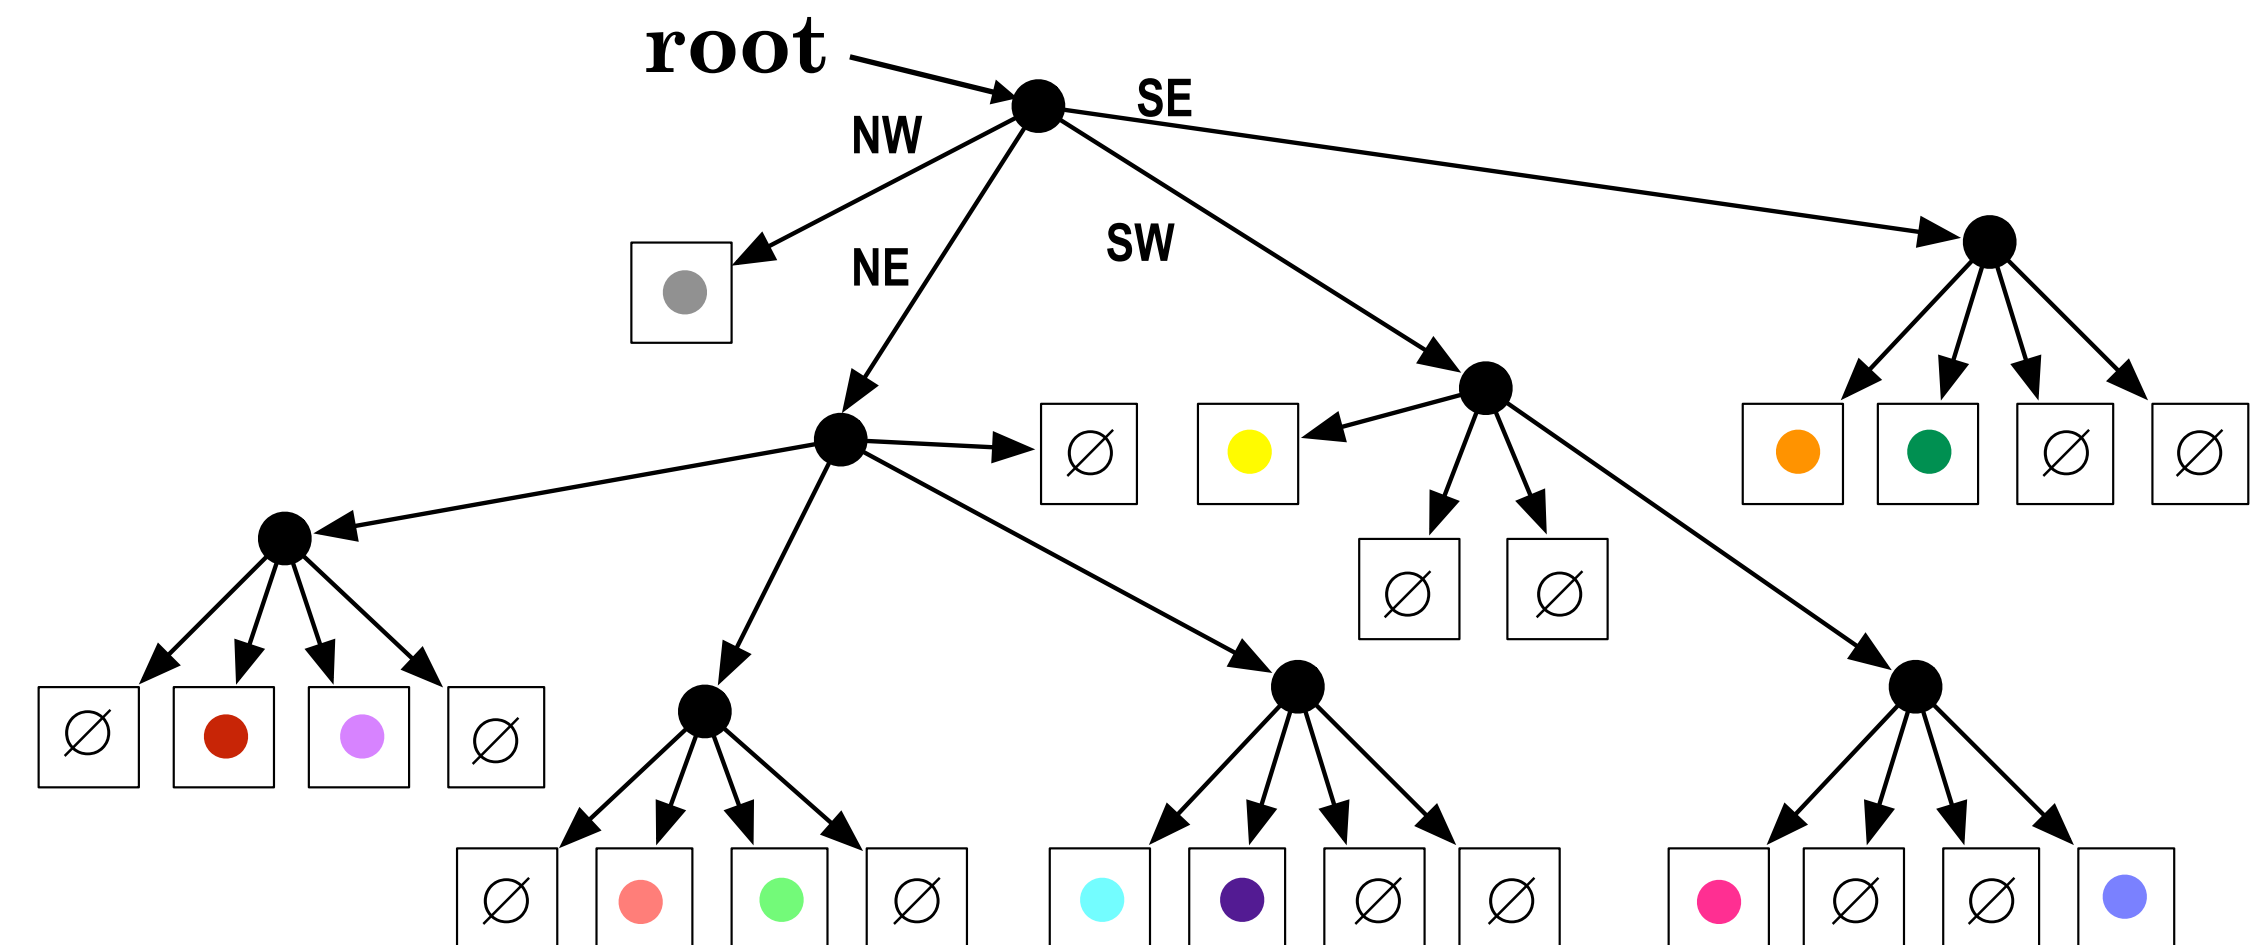 root
SE
NW
SW
NE
∅
∅ ∅
∅ ∅
∅ ∅
∅ ∅ ∅ ∅ ∅ ∅